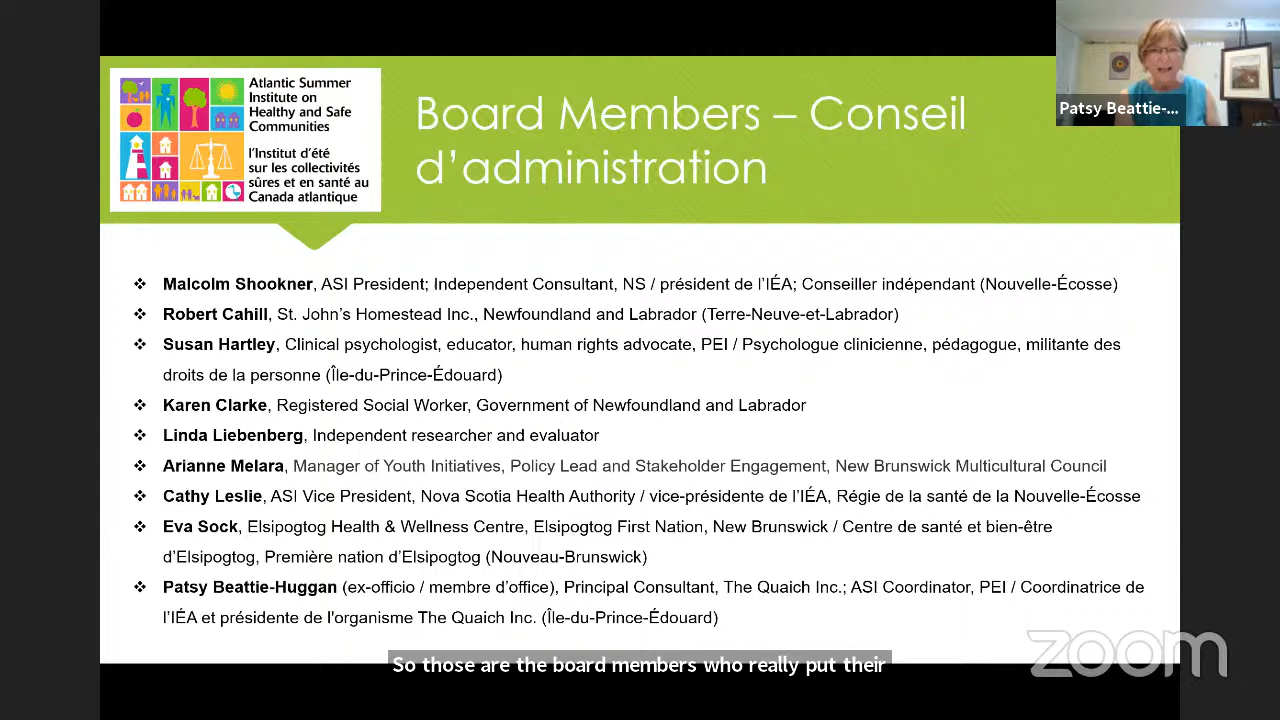 Atlantic Summer
Institute on
Healthy and Safe
Communities
l'Institut d'été
sur les collectivités
sûres et en santé au
Canada atlantique
Board Members – Conseil
d'administration
Patsy Beattie-...
❖ Malcolm Shookner, ASI President; Independent Consultant, NS / président de l'IÉA; Conseiller indépendant (Nouvelle-Écosse)
❖ Robert Cahill, St. John's Homestead Inc., Newfoundland and Labrador (Terre-Neuve-et-Labrador)
❖ Susan Hartley, Clinical psychologist, educator, human rights advocate, PEI / Psychologue clinicienne, pédagogue, militante des
droits de la personne (Île-du-Prince-Édouard)
❖ Karen Clarke, Registered Social Worker, Government of Newfoundland and Labrador
❖ Linda Liebenberg, Independent researcher and evaluator
❖ Arianne Melara, Manager of Youth Initiatives, Policy Lead and Stakeholder Engagement, New Brunswick Multicultural Council
❖ Cathy Leslie, ASI Vice President, Nova Scotia Health Authority / vice-présidente de l'IÉA, Régie de la santé de la Nouvelle-Écosse
❖ Eva Sock, Elsipogtog Health & Wellness Centre, Elsipogtog First Nation, New Brunswick / Centre de santé et bien-être
d'Elsipogtog, Première nation d'Elsipogtog (Nouveau-Brunswick)
❖ Patsy Beattie-Huggan (ex-officio / membre d'office), Principal Consultant, The Quaich Inc.; ASI Coordinator, PEI / Coordinatrice de
l'IÉA et présidente de l'organisme The Quaich Inc. (Île-du-Prince-Édouard)
zoom
So those are the board members who really put their